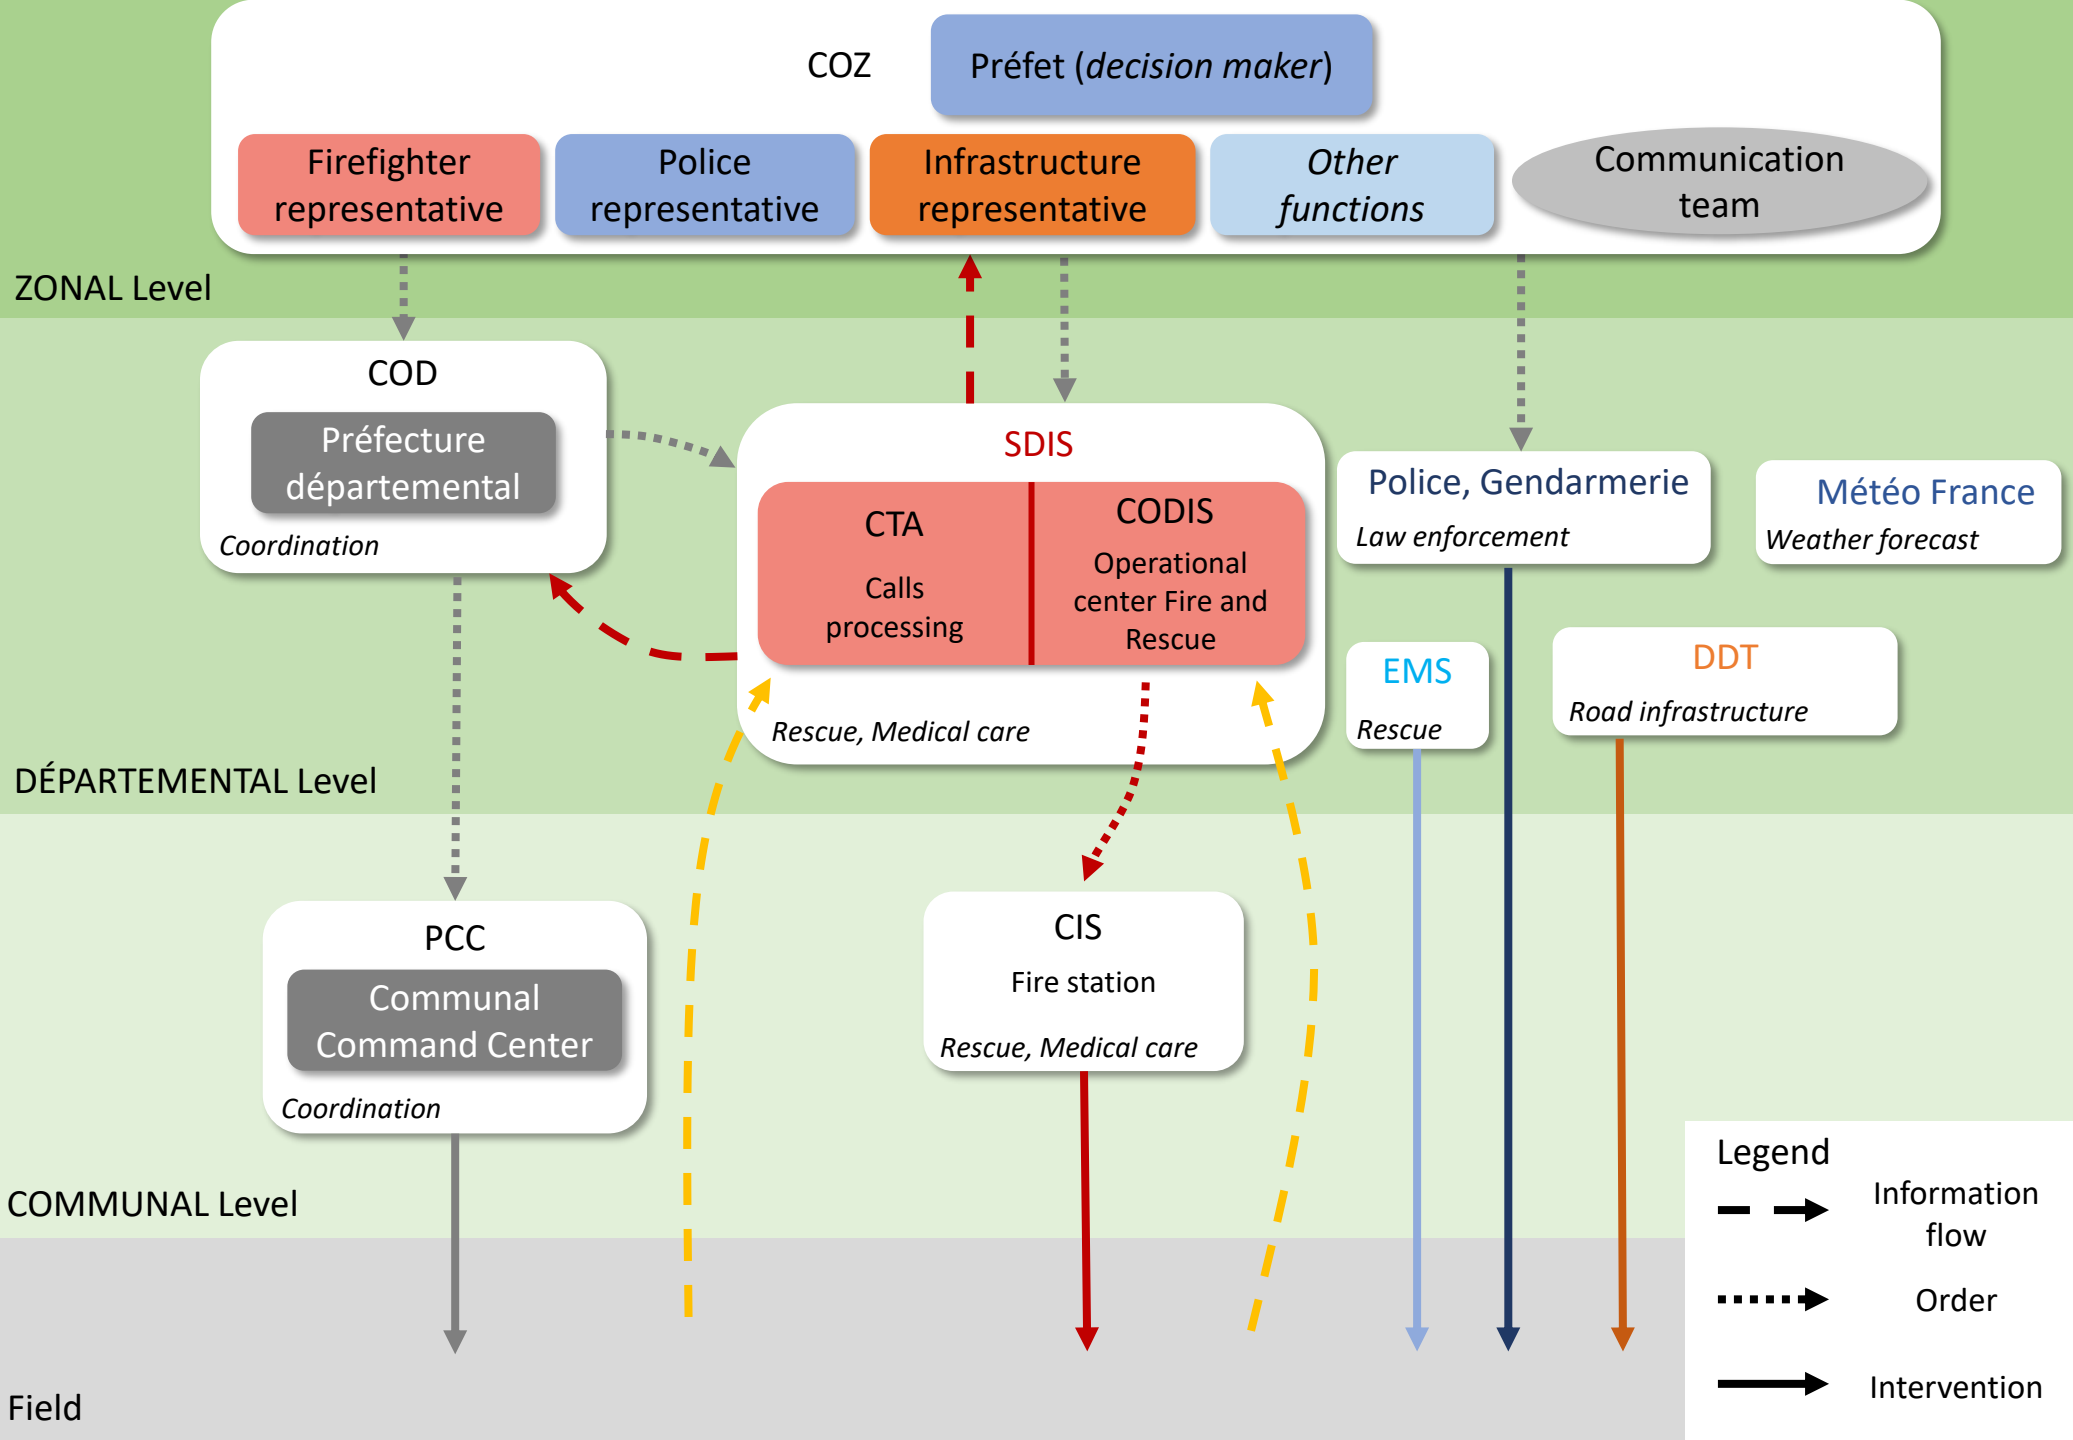 COZ
Préfet (decision maker)
Firefighter
representative
Police
representative
Infrastructure
representative
Other
functions
Communication
team
ZONAL Level
COD
Préfecture
départemental
Coordination
SDIS
CTA
Calls
processing
CODIS
Operational
center Fire and
Rescue
Rescue, Medical care
Police, Gendarmerie
Law enforcement
Météo France
Weather forecast
EMS
Rescue
DDT
Road infrastructure
DÉPARTEMENTAL Level
PCC
Communal
Command Center
Coordination
CIS
Fire station
Rescue, Medical care
COMMUNAL Level
Field
Legend
Information
flow
Order
Intervention